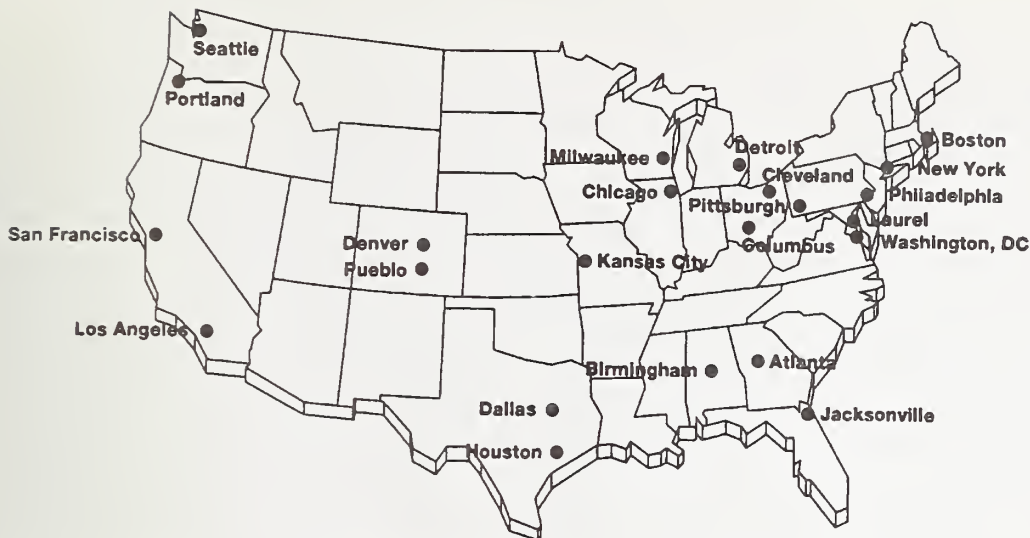 Seattle
Portland
Boston
Detroit
Milwaukee
New York
Cleveland
Chicago
Pittsburgh
Philadelphia
Laurel
San Francisco
Denver
Columbus
Washington, DC
Kansas City
Pueblo
Los Angeles
Atlanta
Birmingham
Dallas
Jacksonville
Houston